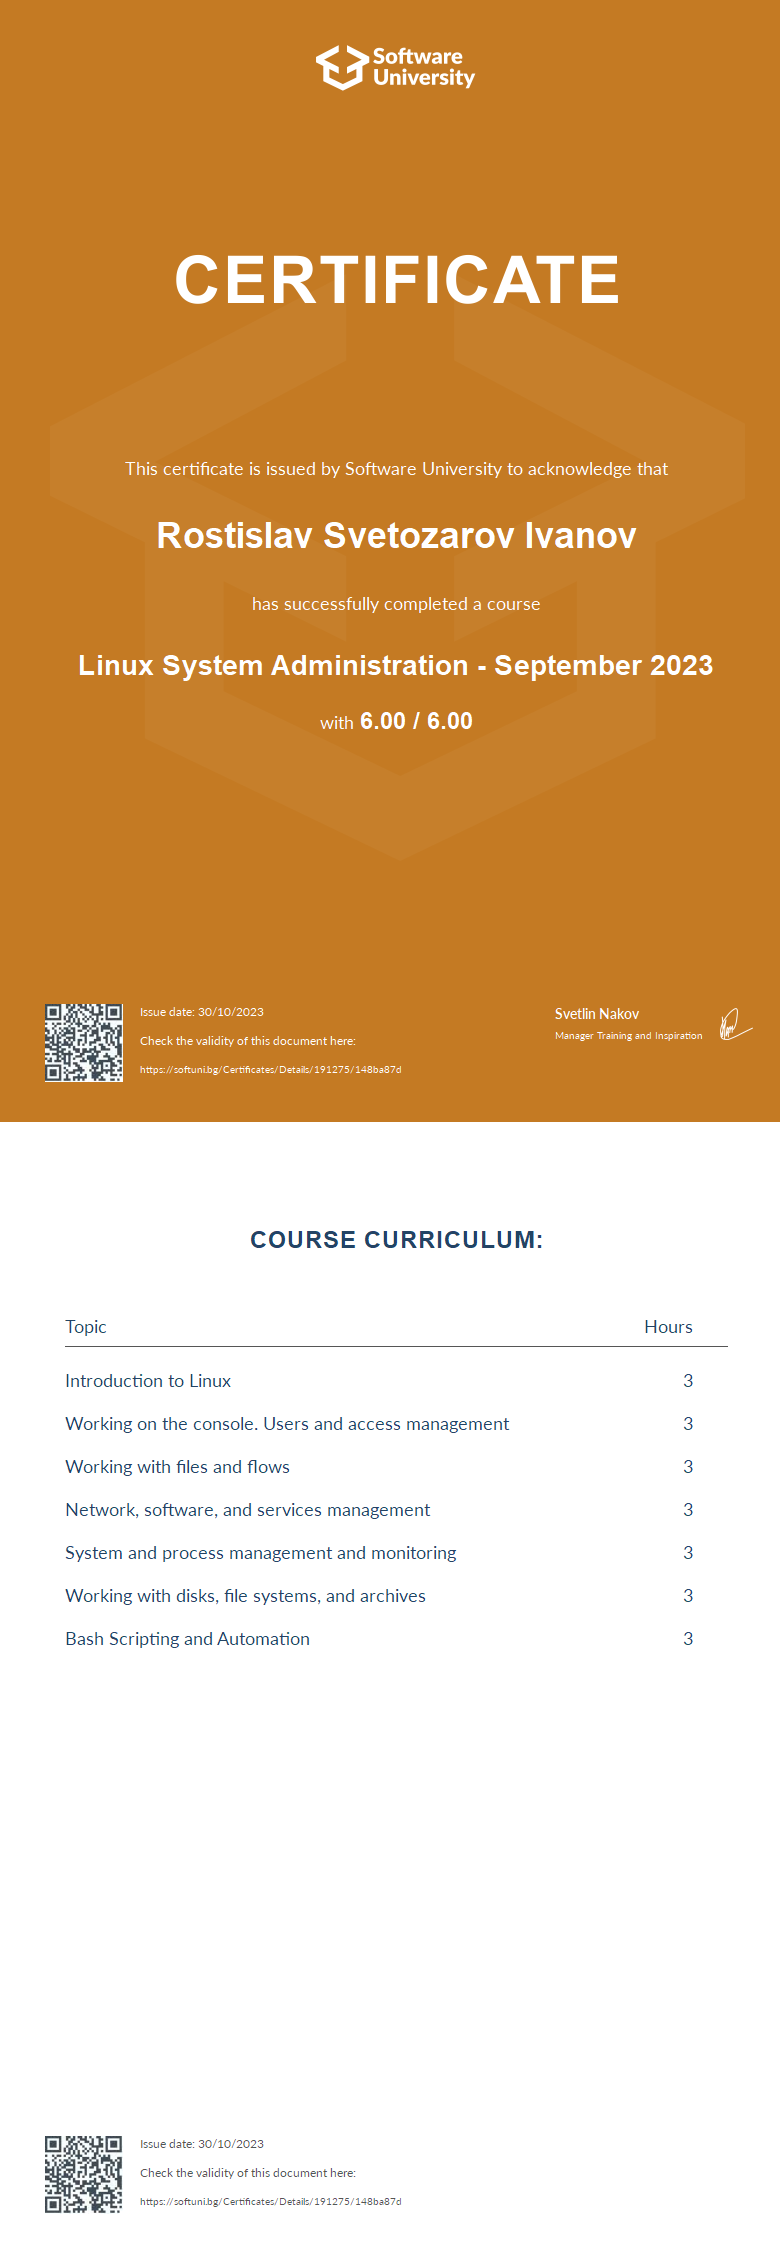 Software
University
CERTIFICATE
This certificate is issued by Software University to acknowledge that
Rostislav Svetozarov Ivanov
has successfully completed a course
Linux System Administration - September 2023
with 6.00 / 6.00
Issue date: 30/10/2023
Check the validity of this document here:
https://softuni.bg/Certificates/Details/191275/148ba87d
Svetlin Nakov
Manager Training and Inspiration
COURSE CURRICULUM:
Topic Hours
Introduction to Linux 3
Working on the console. Users and access management 3
Working with files and flows 3
Network, software, and services management 3
System and process management and monitoring 3
Working with disks, file systems, and archives 3
Bash Scripting and Automation 3
Issue date: 30/10/2023
Check the validity of this document here:
https://softuni.bg/Certificates/Details/191275/148ba87d